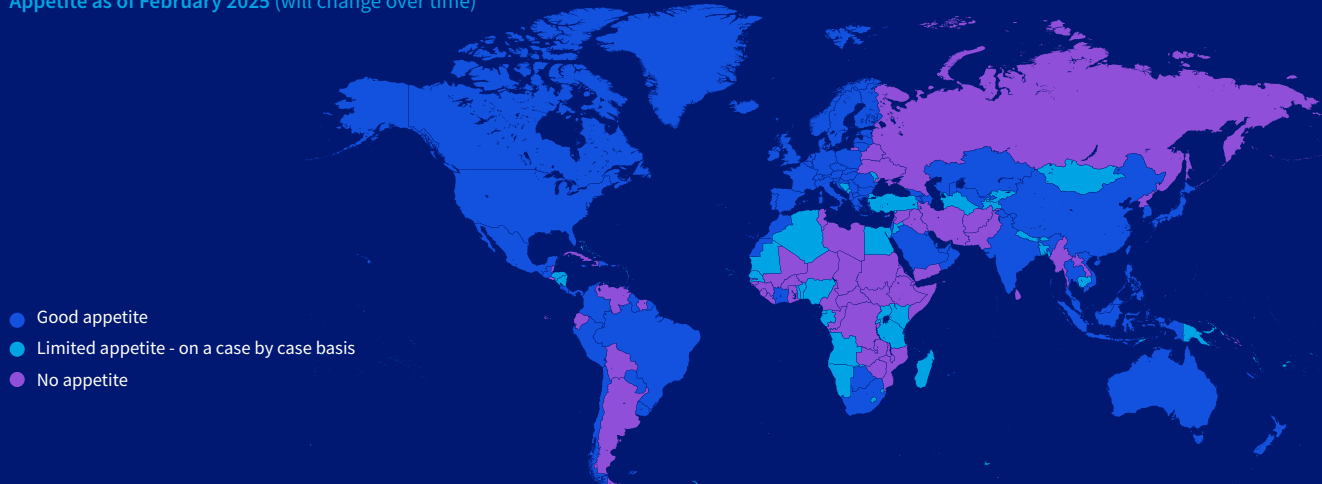 Appetite as of February 2025 (will change over time)
Good appetite
Limited appetite - on a case by case basis
No appetite